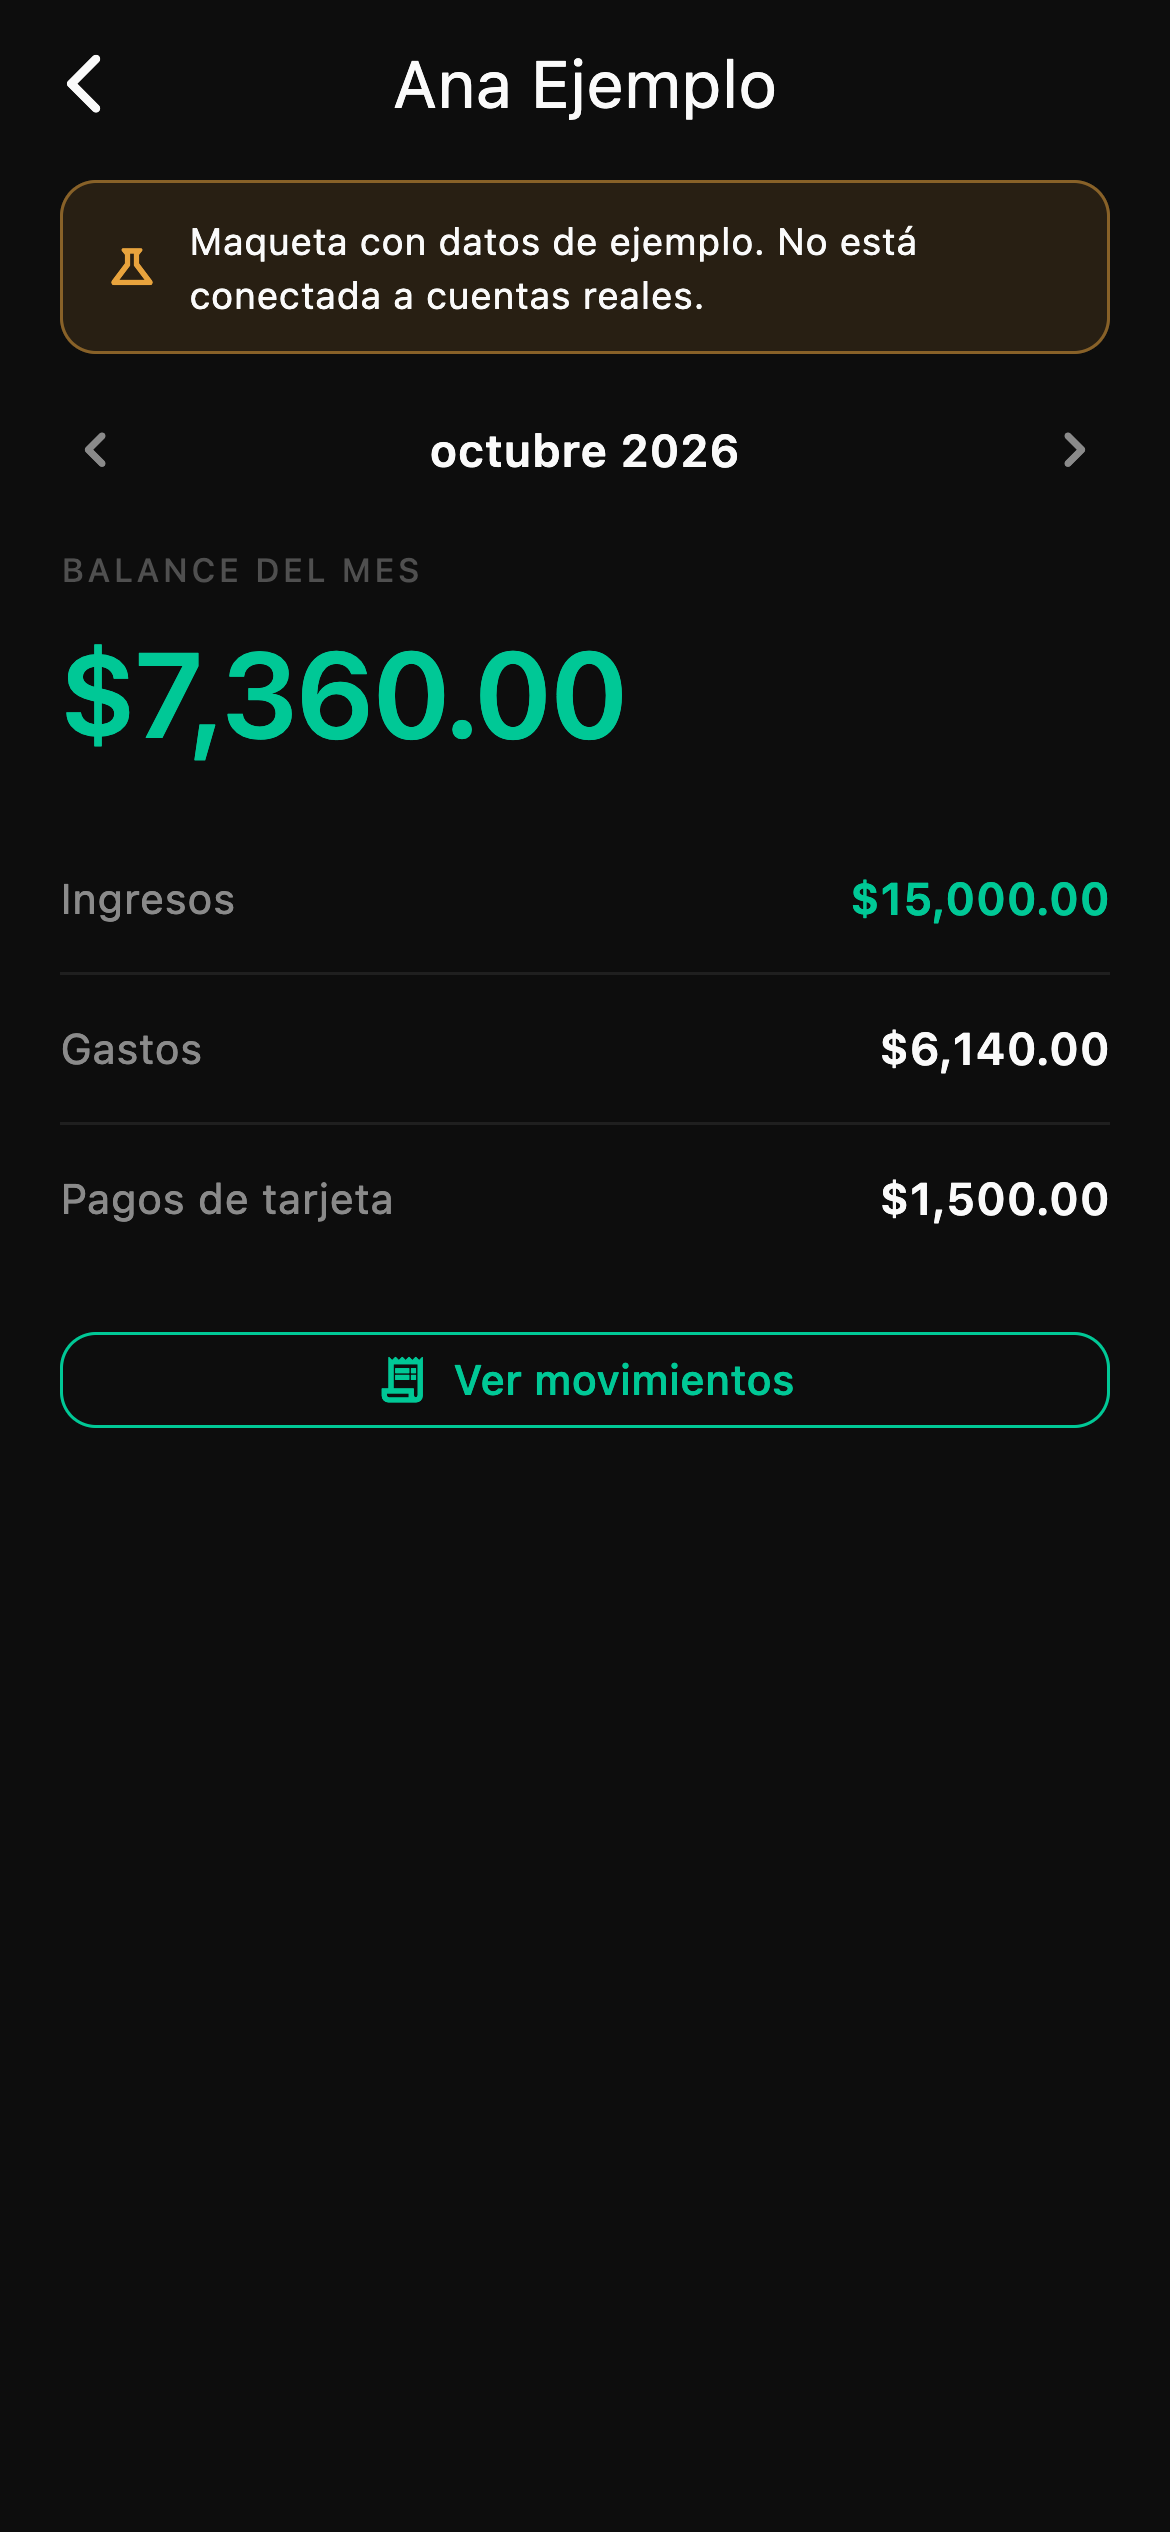 Ana Ejemplo
Maqueta con datos de ejemplo. No está
conectada a cuentas reales.
octubre 2026
BALANCE DEL MES
$7,360.00
Ingresos $15,000.00
Gastos $6,140.00
Pagos de tarjeta $1,500.00
Ver movimientos